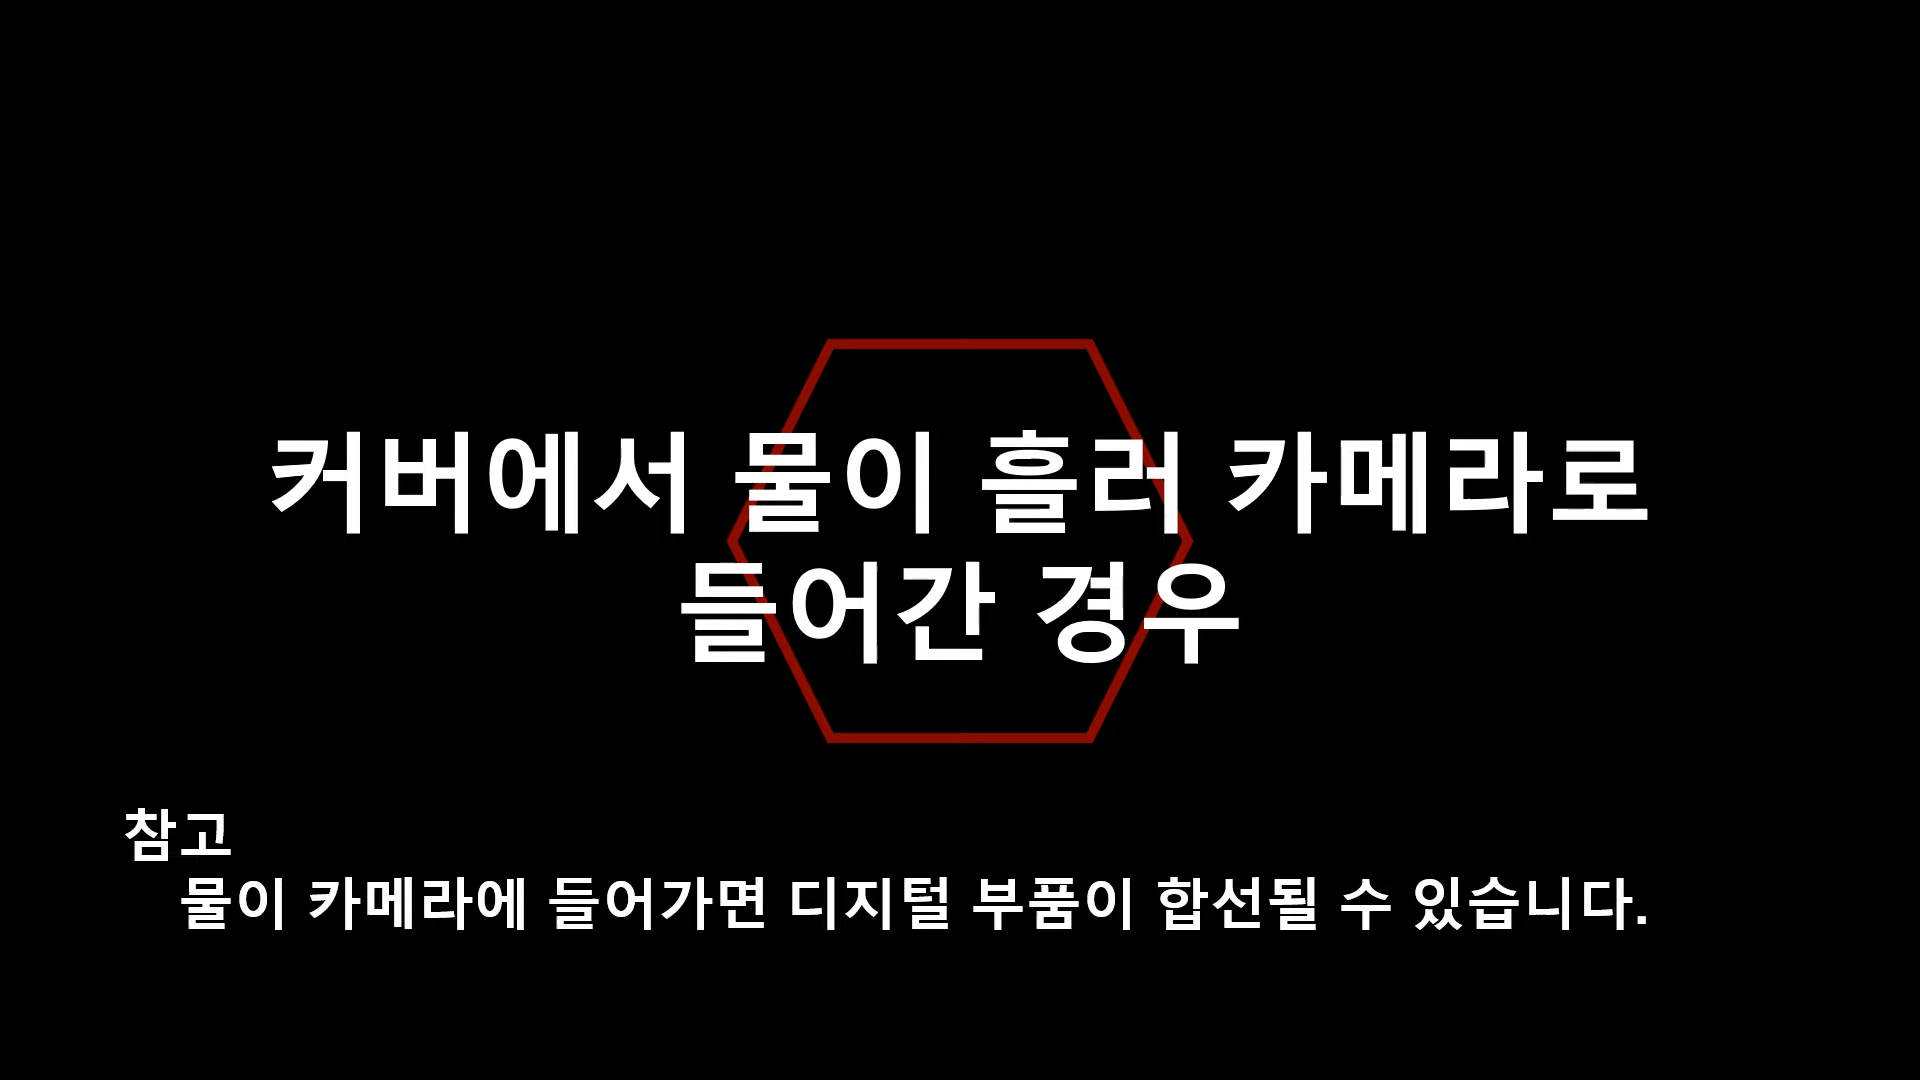 커버에서 물이 흘러 카메라로
들어간 경우
참고
물이 카메라에 들어가면 디지털 부품이 합선될 수 있습니다.